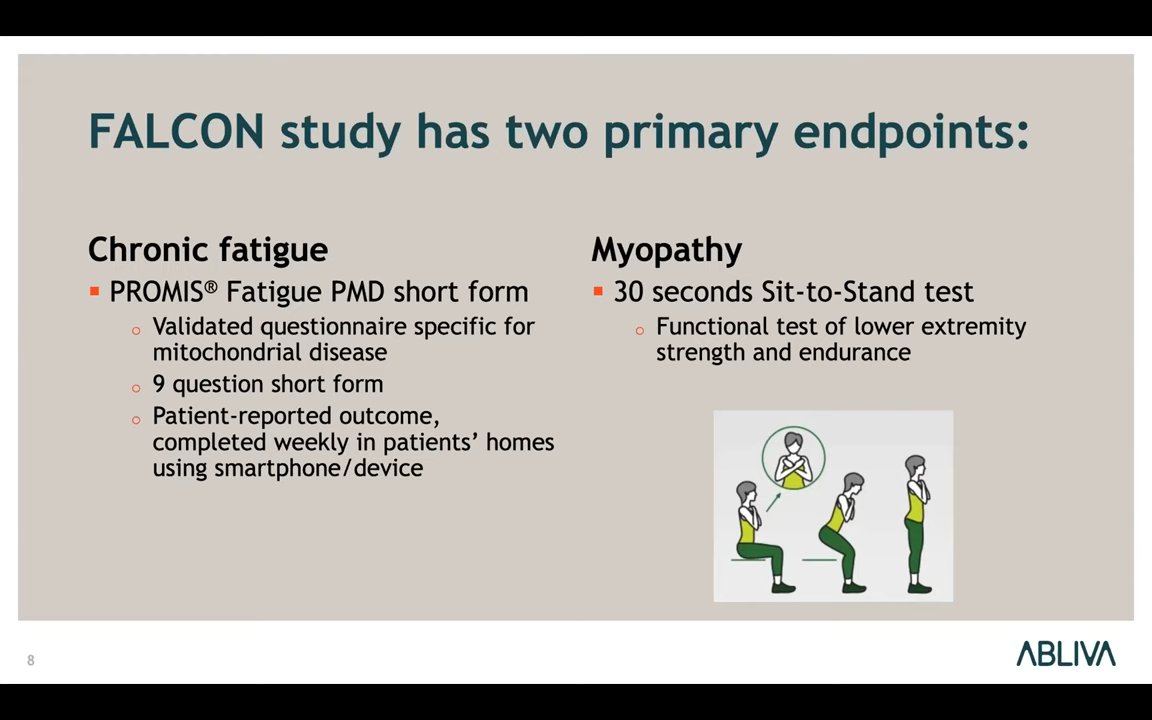 FALCON study has two primary endpoints:
Chronic fatigue
PROMIS® Fatigue PMD short form
Validated questionnaire specific for
mitochondrial disease
9 question short form
Patient-reported outcome,
completed weekly in patients’ homes
using smartphone/device
Myopathy
30 seconds Sit-to-Stand test
Functional test of lower extremity
strength and endurance
8
ABLIVA